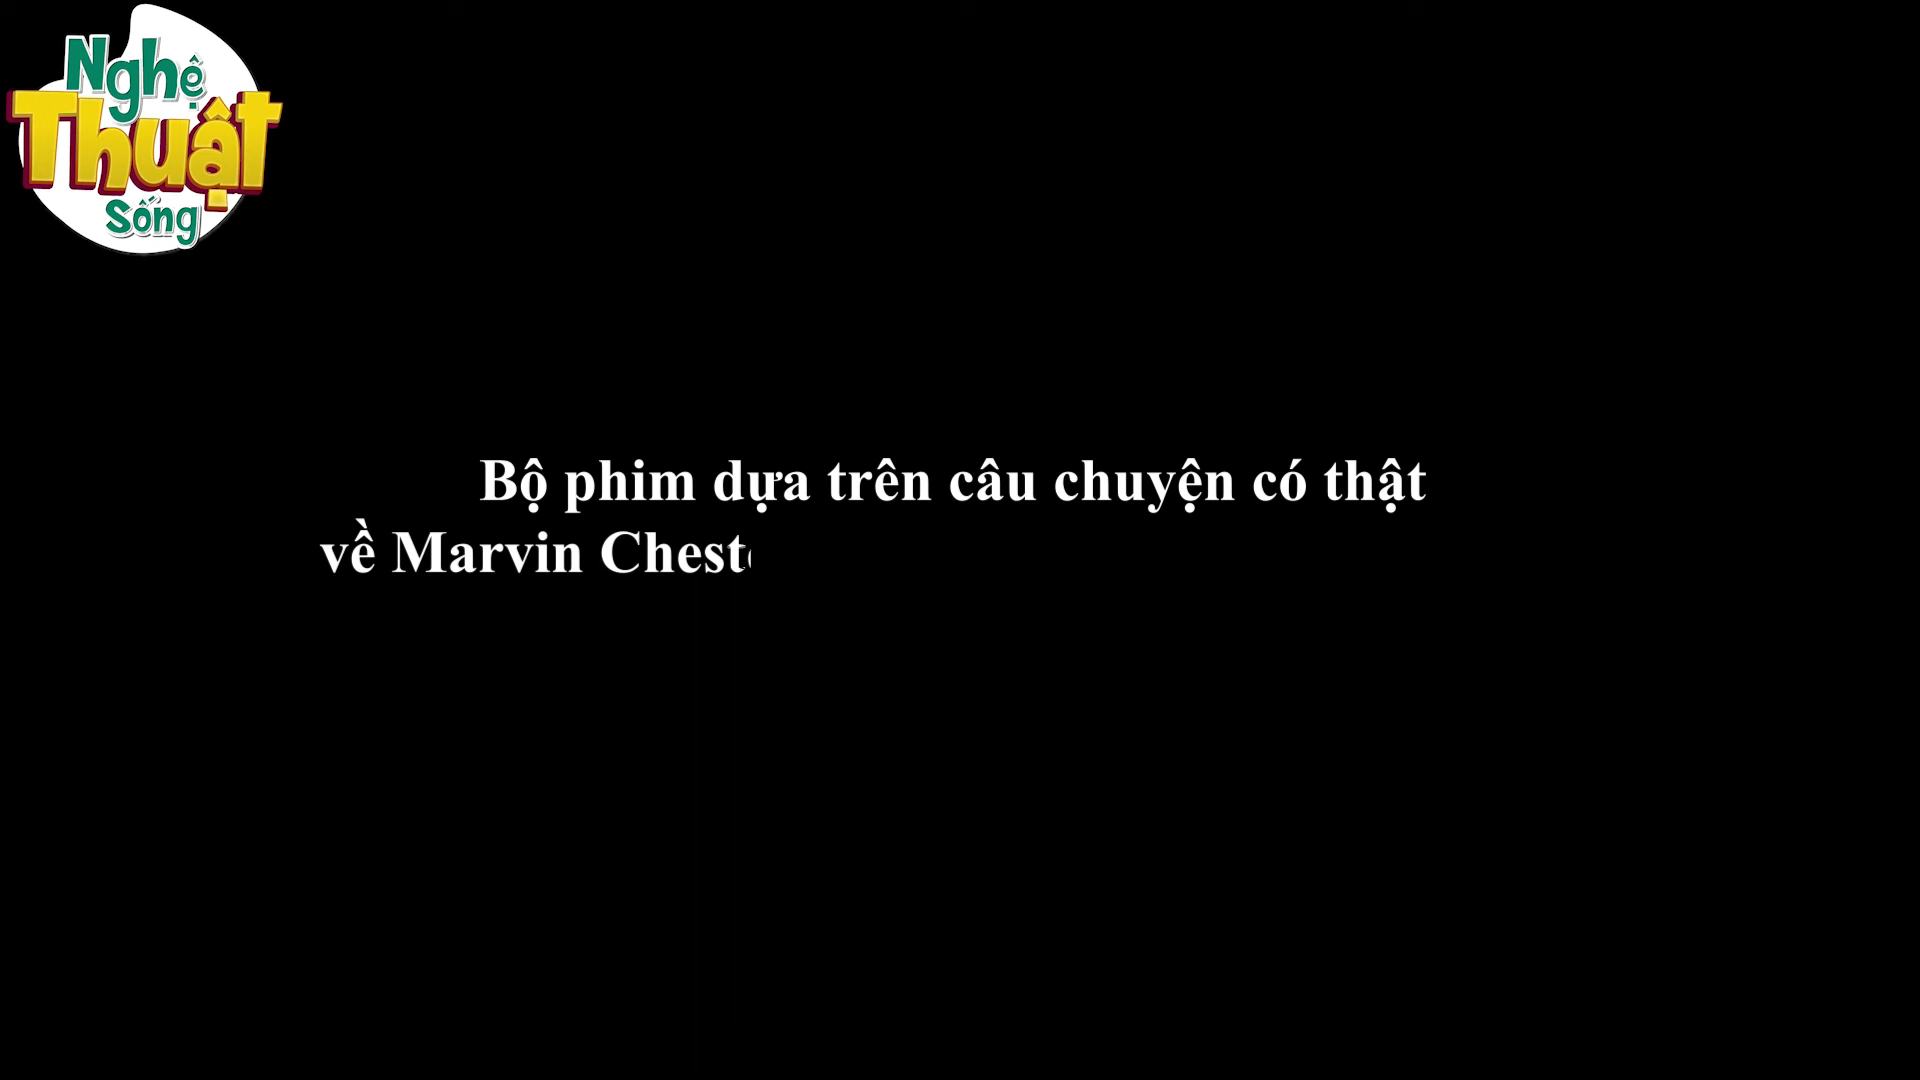 Nghệ
Thuật
Sống
Bộ phim dựa trên câu chuyện có thật
về Marvin